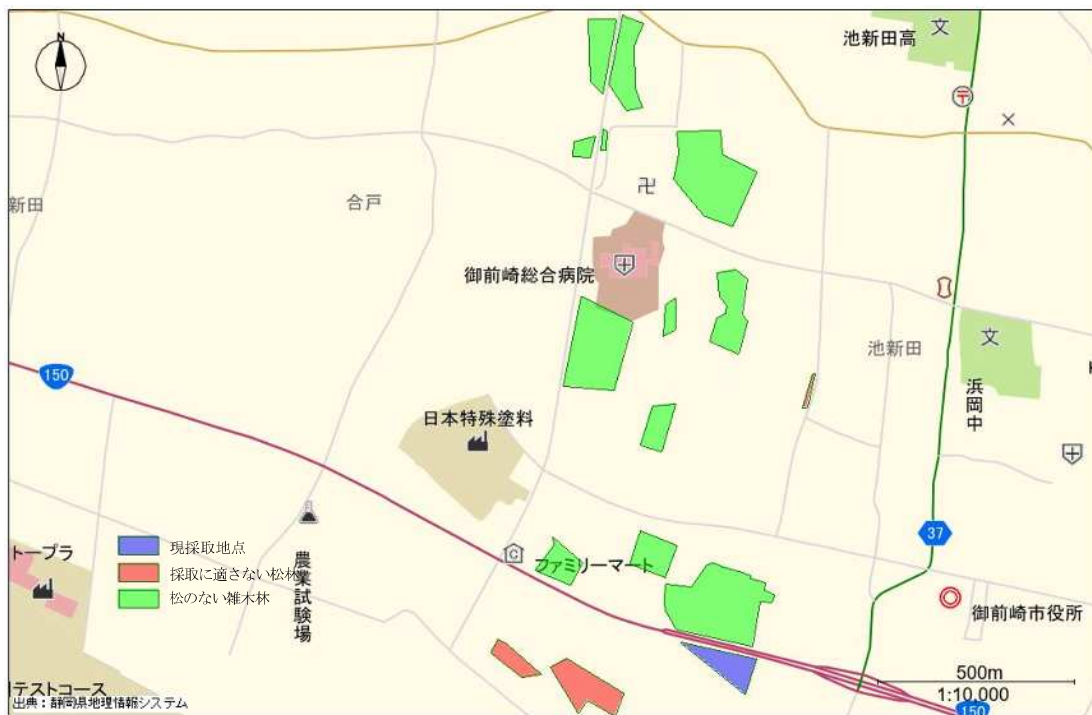 N
池新田高
文
〒
新田
合戸
卍
御前崎総合病院
池新田
文
浜岡中
150
日本特殊塗料
37
トープラ
現採取地点
採取に適さない松林
松のない雑木林
農業試験場
C
ファミリーマート
御前崎市役所
テストコース
500m
1:10,000
150
出典:静岡県地理情報システム